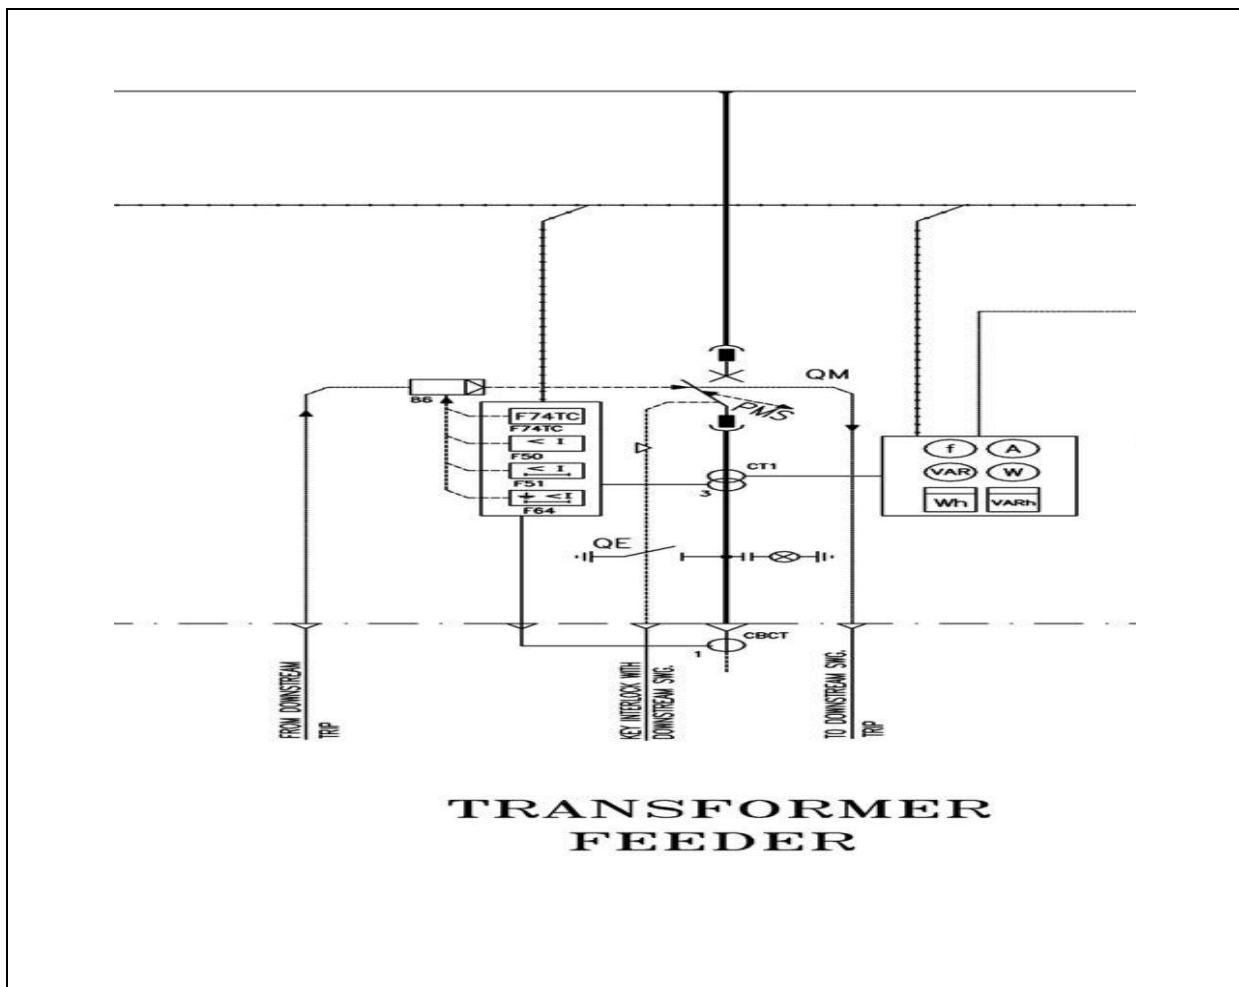 QM
PMS
86
F74TC
F74TC
< I
F50
< I
F51
< I
F64
CT1
3
f
A
VAR
W
Wh
VARh
QE
CBCT
1
FROM DOWNSTREAM
TRIP
KEY INTERLOCK WITH
DOWNSTREAM SWG.
TO DOWNSTREAM SWG.
TRIP
TRANSFORMER
FEEDER